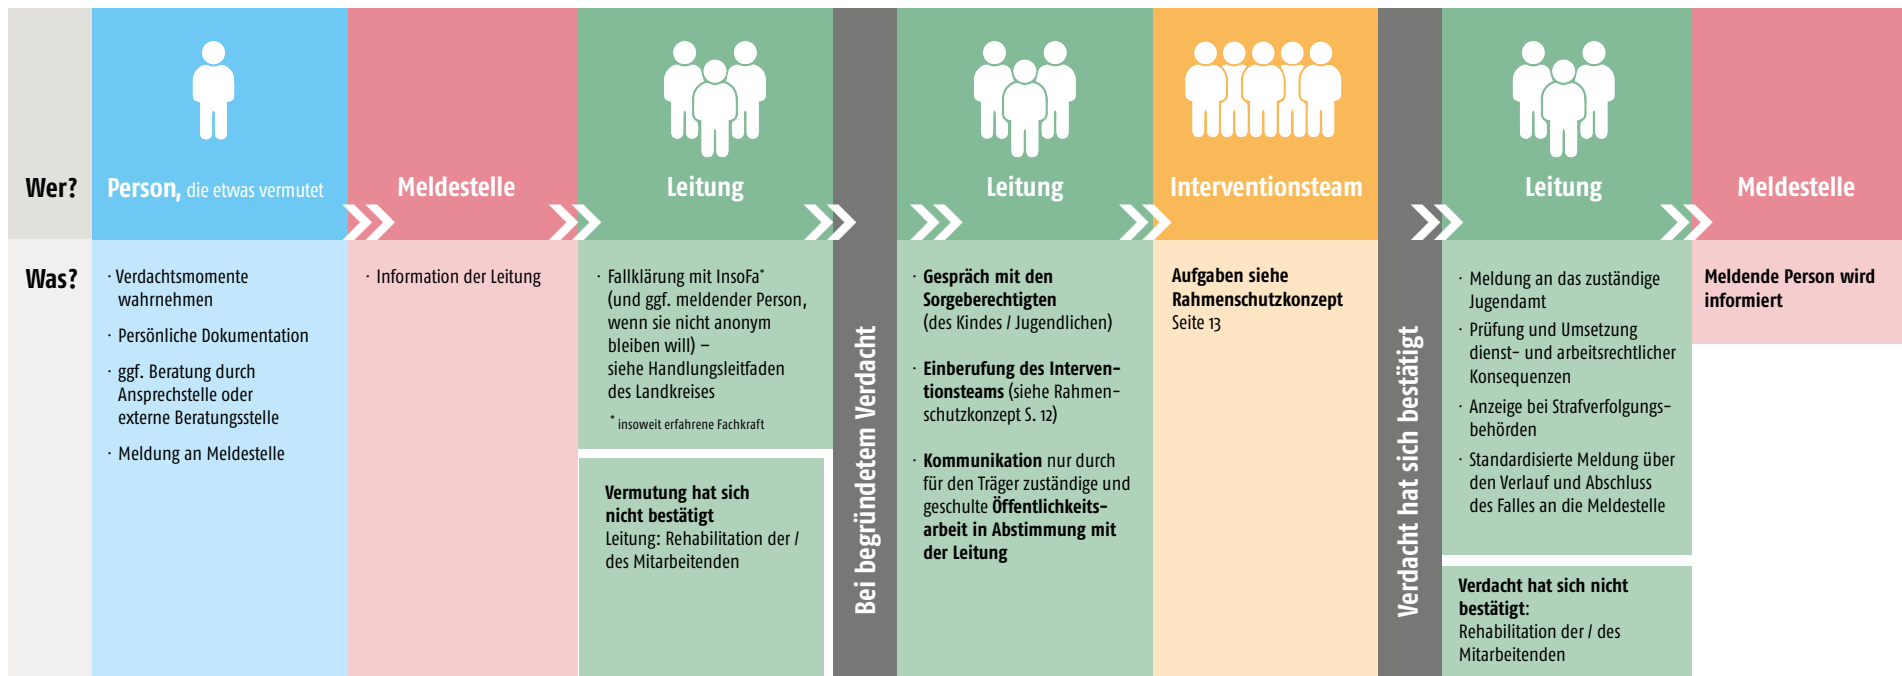 Wer?
Person, die etwas vermutet
Meldestelle
Leitung
Leitung
Interventionsteam
Leitung
Meldestelle
Was?
· Verdachtsmomente
wahrnehmen
· Persönliche Dokumentation
· ggf. Beratung durch
Ansprechstelle oder
externe Beratungsstelle
· Meldung an Meldestelle
· Information der Leitung
· Fallklärung mit InsoFa*
(und ggf. meldender Person,
wenn sie nicht anonym
bleiben will) –
siehe Handlungsleitfaden
des Landkreises
* insoweit erfahrene Fachkraft
Vermutung hat sich
nicht bestätigt
Leitung: Rehabilitation der /
des Mitarbeitenden
Bei begründetem Verdacht
· Gespräch mit den
Sorgeberechtigten
(des Kindes / Jugendlichen)
· Einberufung des Interven-
tionsteams (siehe Rahmen-
schutzkonzept S. 12)
· Kommunikation nur durch
für den Träger zuständige und
geschulte Öffentlichkeits-
arbeit in Abstimmung mit
der Leitung
Aufgaben siehe
Rahmenschutzkonzept
Seite 13
Verdacht hat sich bestätigt
· Meldung an das zuständige
Jugendamt
· Prüfung und Umsetzung
dienst- und arbeitsrechtlicher
Konsequenzen
· Anzeige bei Strafverfolgungs-
behörden
· Standardisierte Meldung über
den Verlauf und Abschluss
des Falles an die Meldestelle
Verdacht hat sich nicht
bestätigt:
Rehabilitation der / des
Mitarbeitenden
Meldende Person wird
informiert